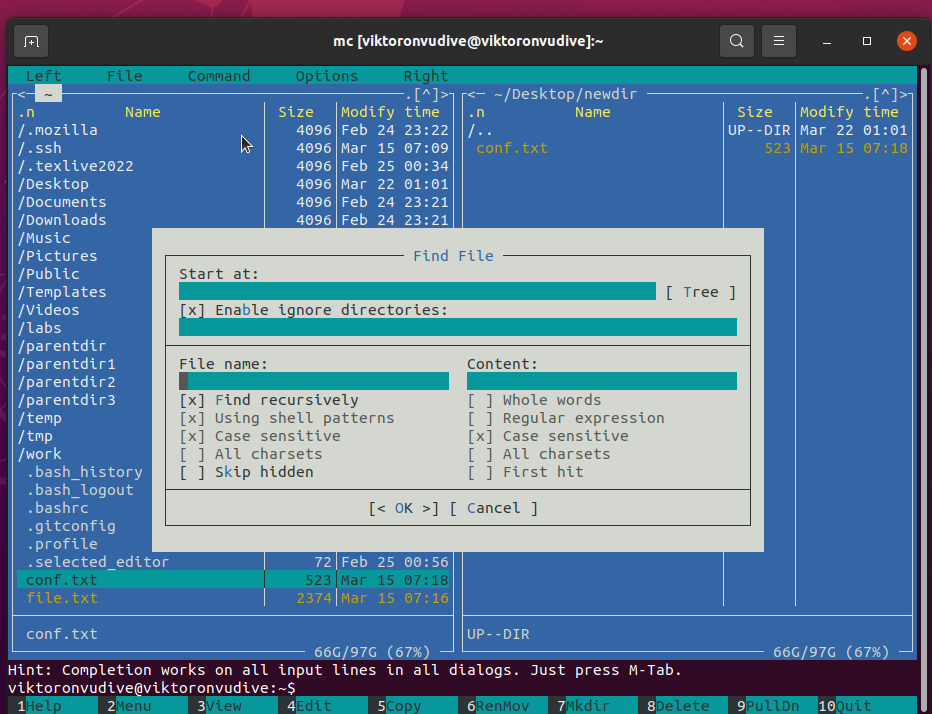 mc [viktoronvudive@viktoronvudive]:~
Left File Command Options Right
<─ ~ ─.[^]>
.n Name Size Modify time
/.mozilla 4096 Feb 24 23:22
/.ssh 4096 Mar 15 07:09
/.texlive2022 4096 Feb 25 00:34
/Desktop 4096 Mar 22 01:01
/Documents 4096 Feb 24 23:21
/Downloads 4096 Feb 24 23:21
/Music
/Pictures
/Public
/Templates
/Videos
/labs
/parentdir
/parentdir1
/parentdir2
/parentdir3
/temp
/tmp
/work
.bash_history
.bash_logout
.bashrc
.gitconfig
.profile
.selected_editor 72 Feb 25 00:56
conf.txt 523 Mar 15 07:18
file.txt 2374 Mar 15 07:16
conf.txt
66G/97G (67%)
<─ ~/Desktop/newdir ─.[^]>
.n Name Size Modify time
/.. UP--DIR Mar 22 01:01
conf.txt 523 Mar 15 07:18
UP--DIR
66G/97G (67%)
Find File
Start at:
[ Tree ]
[x] Enable ignore directories:
File name:
[x] Find recursively
[x] Using shell patterns
[x] Case sensitive
[ ] All charsets
[ ] Skip hidden
Content:
[ ] Whole words
[ ] Regular expression
[x] Case sensitive
[ ] All charsets
[ ] First hit
[< OK >] [ Cancel ]
Hint: Completion works on all input lines in all dialogs. Just press M-Tab.
viktoronvudive@viktoronvudive:~$
1Help 2Menu 3View 4Edit 5Copy 6RenMov 7Mkdir 8Delete 9PullDn 10Quit